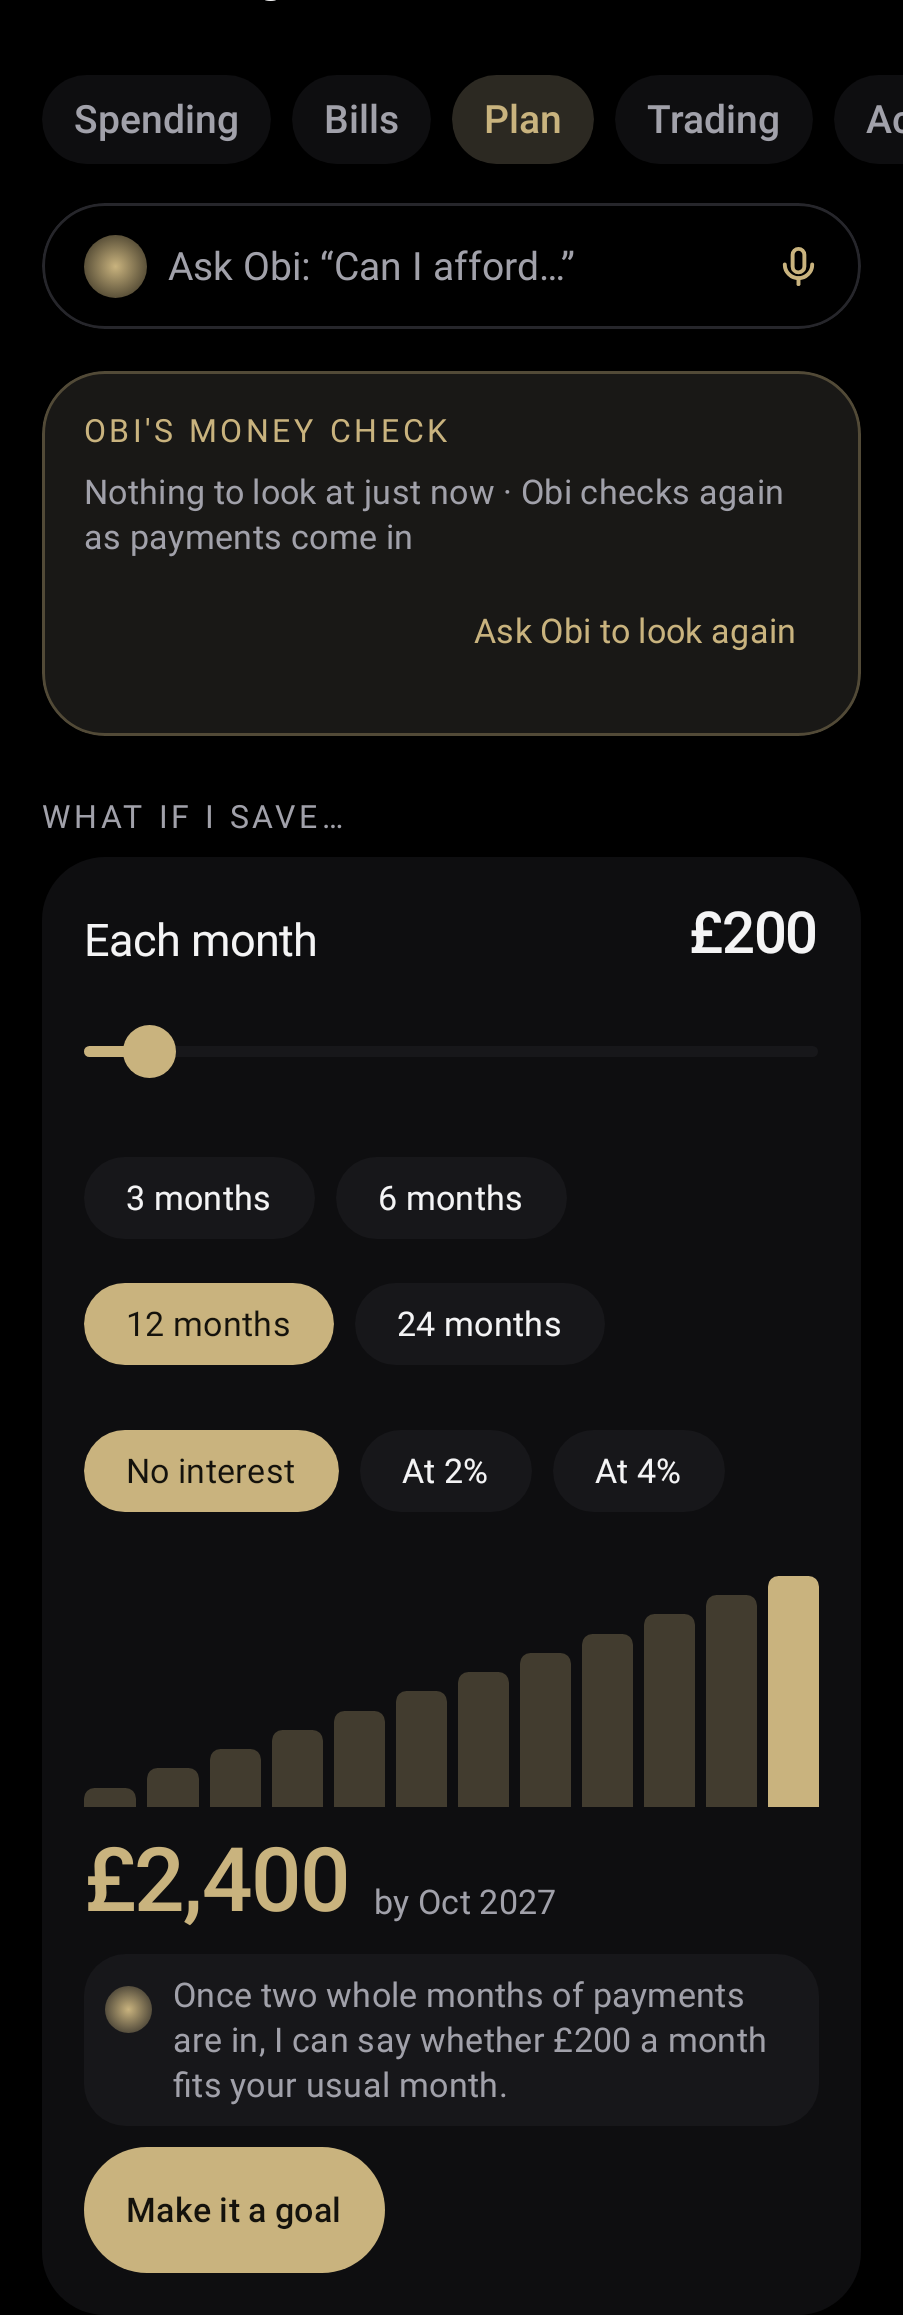 Spending
Bills
Plan
Trading
Ask Obi: “Can I afford…”
OBI'S MONEY CHECK
Nothing to look at just now · Obi checks again
as payments come in
Ask Obi to look again
WHAT IF I SAVE…
Each month
£200
3 months
6 months
12 months
24 months
No interest
At 2%
At 4%
£2,400 by Oct 2027
Once two whole months of payments
are in, I can say whether £200 a month
fits your usual month.
Make it a goal